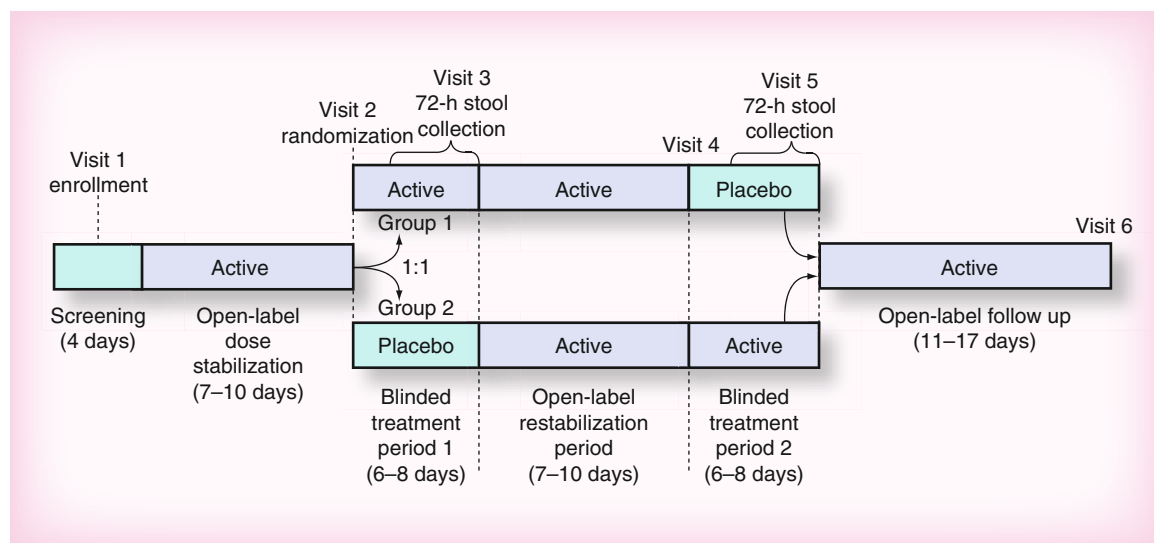 Visit 1
enrollment
Visit 2
randomization
Visit 3
72-h stool
collection
Visit 4
Visit 5
72-h stool
collection
Visit 6
Active
Active
Placebo
Group 1
Active
1:1
Active
Group 2
Placebo
Active
Active
Screening
(4 days)
Open-label
dose
stabilization
(7–10 days)
Blinded
treatment
period 1
(6–8 days)
Open-label
restabilization
period
(7–10 days)
Blinded
treatment
period 2
(6–8 days)
Open-label follow up
(11–17 days)